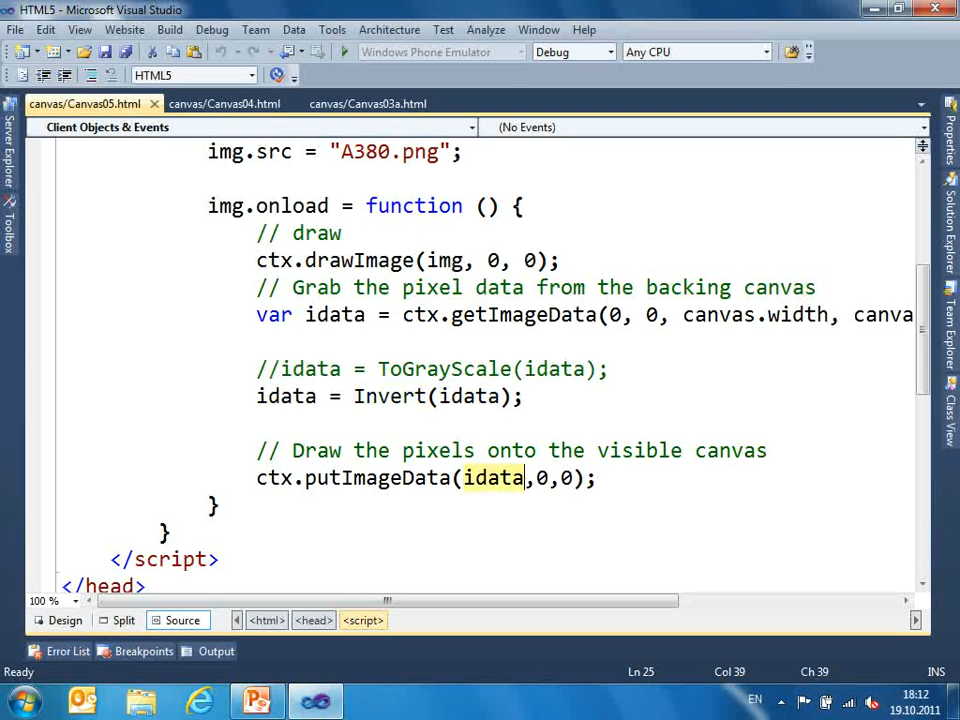 HTML5 - Microsoft Visual Studio
File Edit View Website Build Debug Team Data Tools Architecture Test Analyze Window Help
Windows Phone Emulator Debug Any CPU
HTML5
canvas/Canvas05.html canvas/Canvas04.html canvas/Canvas03a.html
Client Objects & Events (No Events)
img.src = "A380.png";
img.onload = function () {
// draw
ctx.drawImage(img, 0, 0);
// Grab the pixel data from the backing canvas
var idata = ctx.getImageData(0, 0, canvas.width, canva
//idata = ToGrayScale(idata);
idata = Invert(idata);
// Draw the pixels onto the visible canvas
ctx.putImageData(idata,0,0);
}
}
</script>
</head>
100 %
Design Split Source <html> <head> <script>
Error List Breakpoints Output
Ready Ln 25 Col 39 Ch 39 INS
EN 18:12
19.10.2011
Server Explorer
Toolbox
Properties
Solution Explorer
Team Explorer
Class View